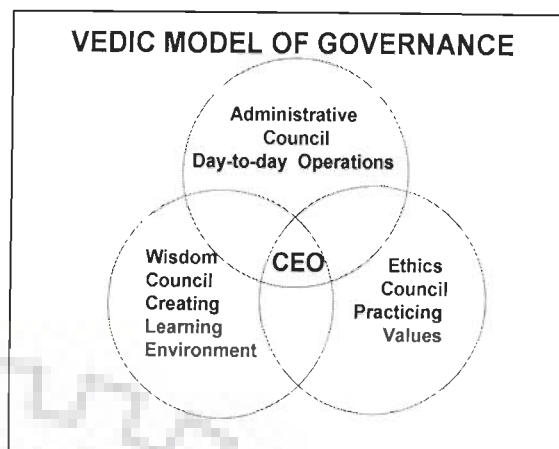 VEDIC MODEL OF GOVERNANCE
Administrative
Council
Day-to-day Operations
Wisdom
Council
Creating
Learning
Environment
CEO
Ethics
Council
Practicing
Values